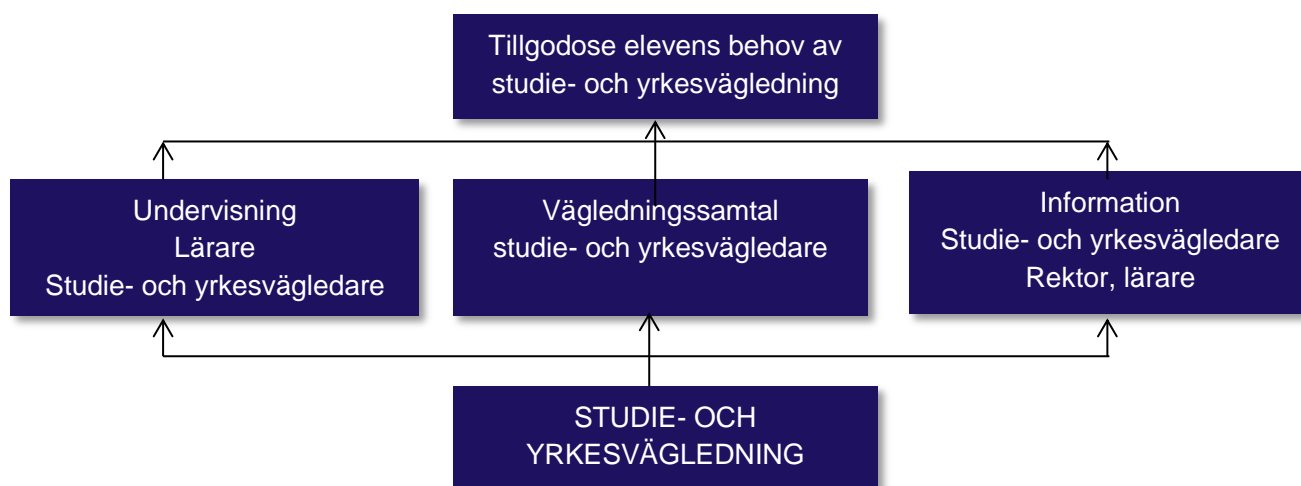 Tillgodose elevens behov av
studie- och yrkesvägledning
Undervisning
Lärare
Studie- och yrkesvägledare
Vägledningssamtal
studie- och yrkesvägledare
Information
Studie- och yrkesvägledare
Rektor, lärare
STUDIE- OCH
YRKESVÄGLEDNING